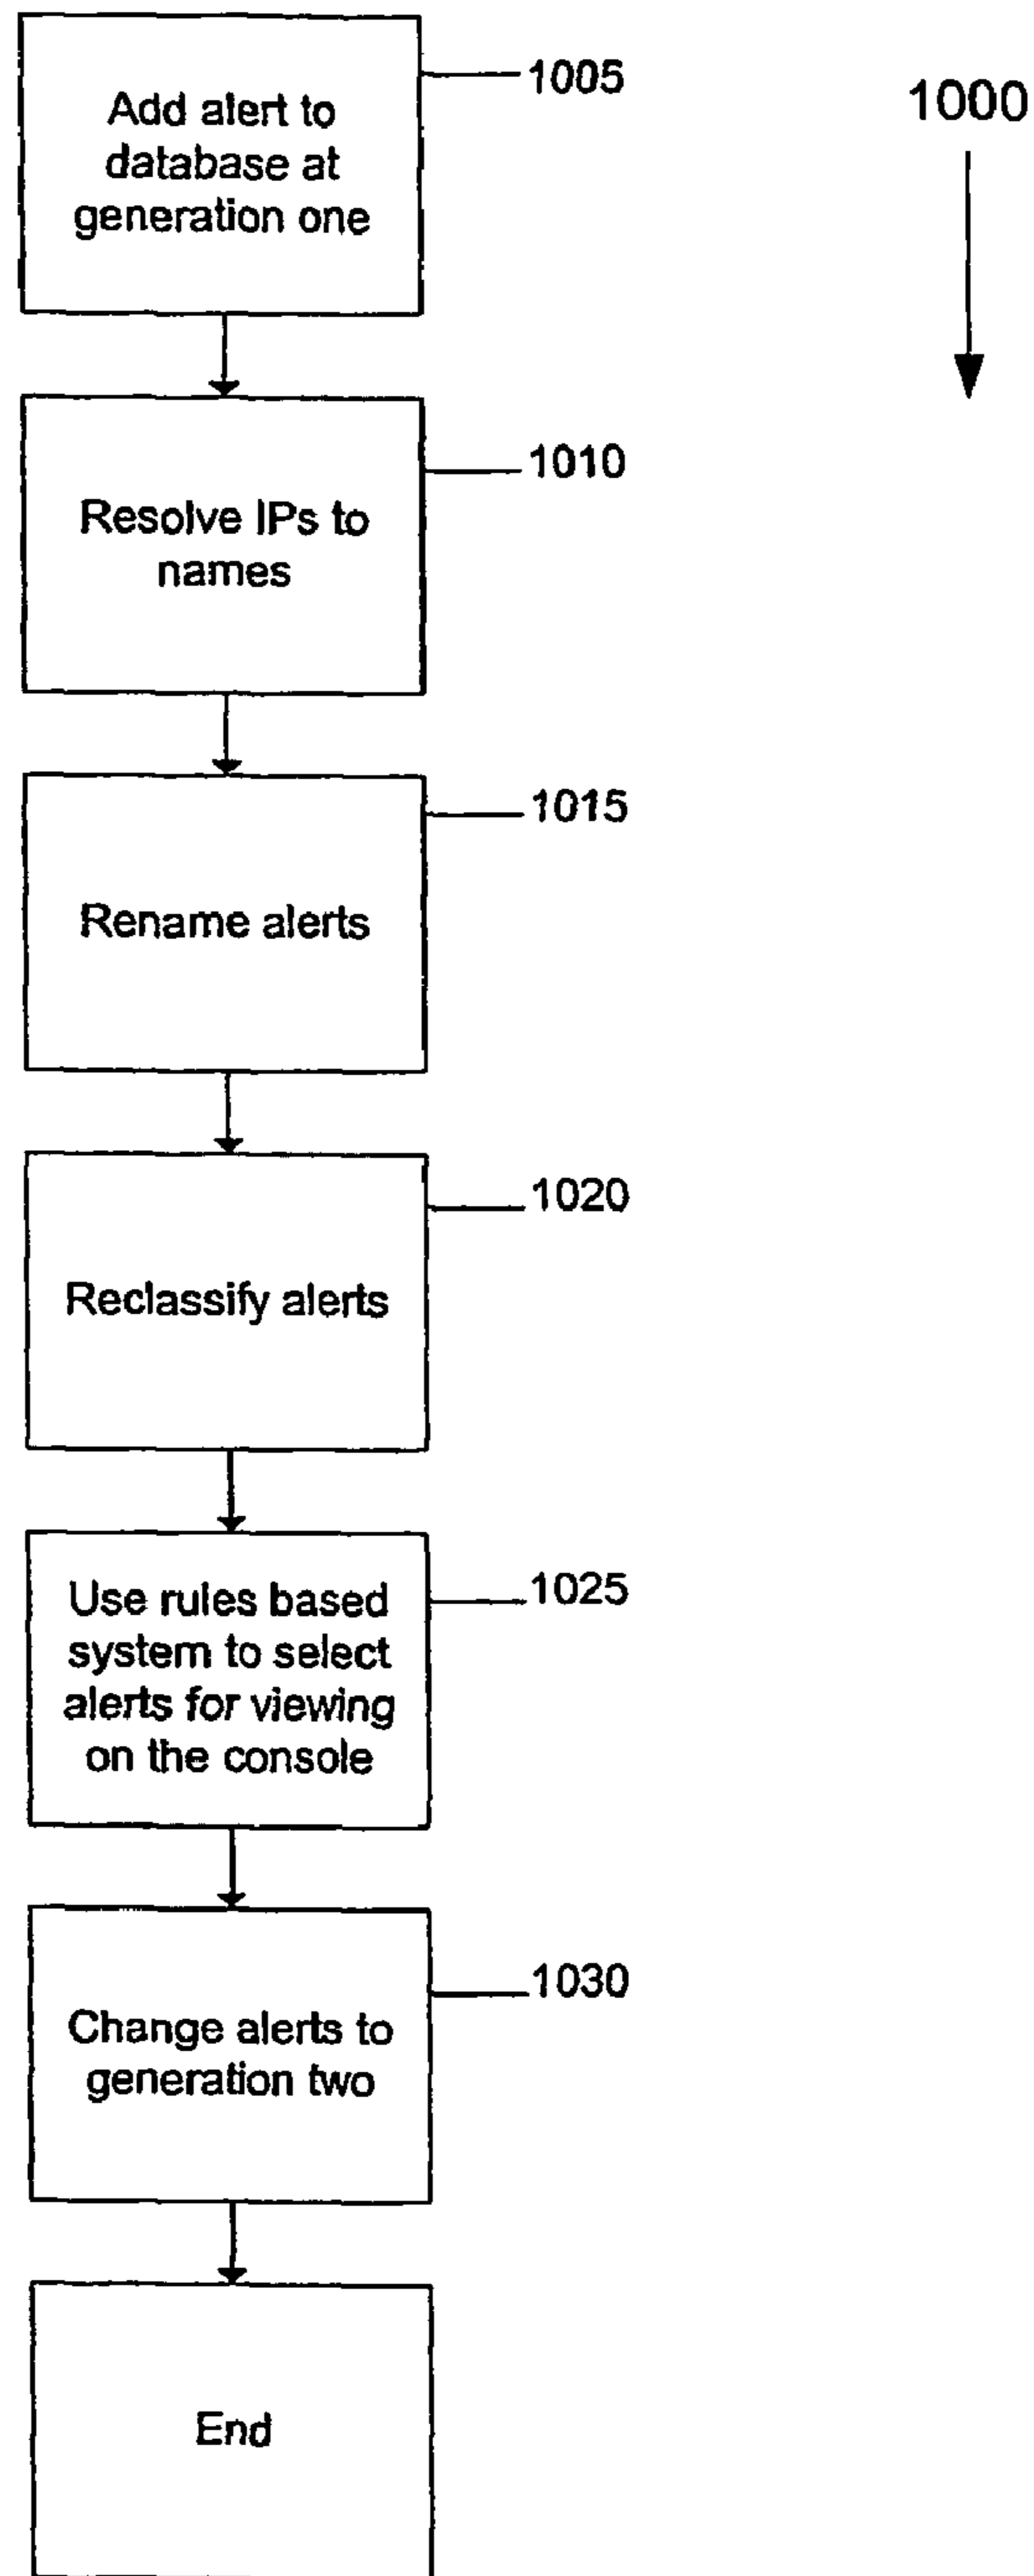 Add alert to
database at
generation one
1005
1000
Resolve IPs to
names
1010
Rename alerts
1015
Reclassify alerts
1020
Use rules based
system to select
alerts for viewing
on the console
1025
Change alerts to
generation two
1030
End